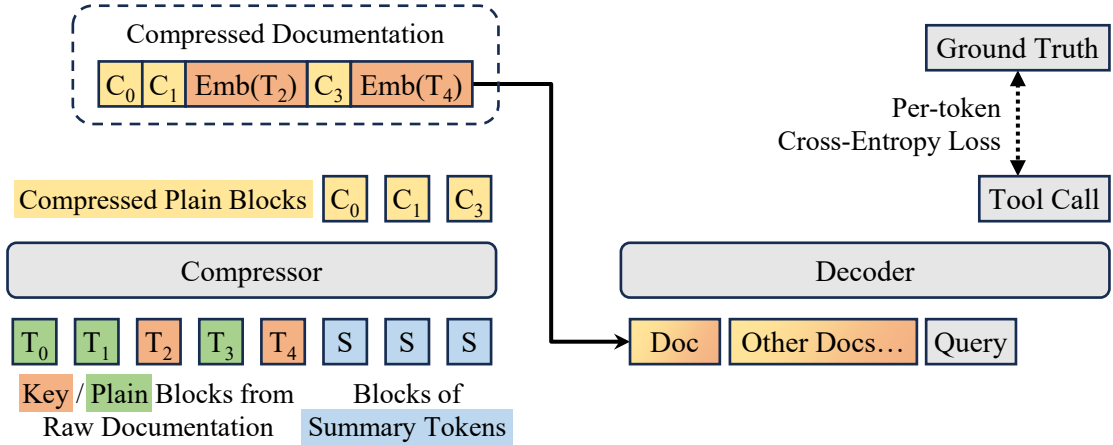 Compressed Documentation
C₀ C₁ Emb(T₂) C₃ Emb(T₄)
Ground Truth
Per-token
Cross-Entropy Loss
Compressed Plain Blocks C₀ C₁ C₃
Tool Call
Compressor
Decoder
T₀ T₁ T₂ T₃ T₄ S S S
Doc Other Docs… Query
Key / Plain Blocks from
Raw Documentation
Blocks of
Summary Tokens